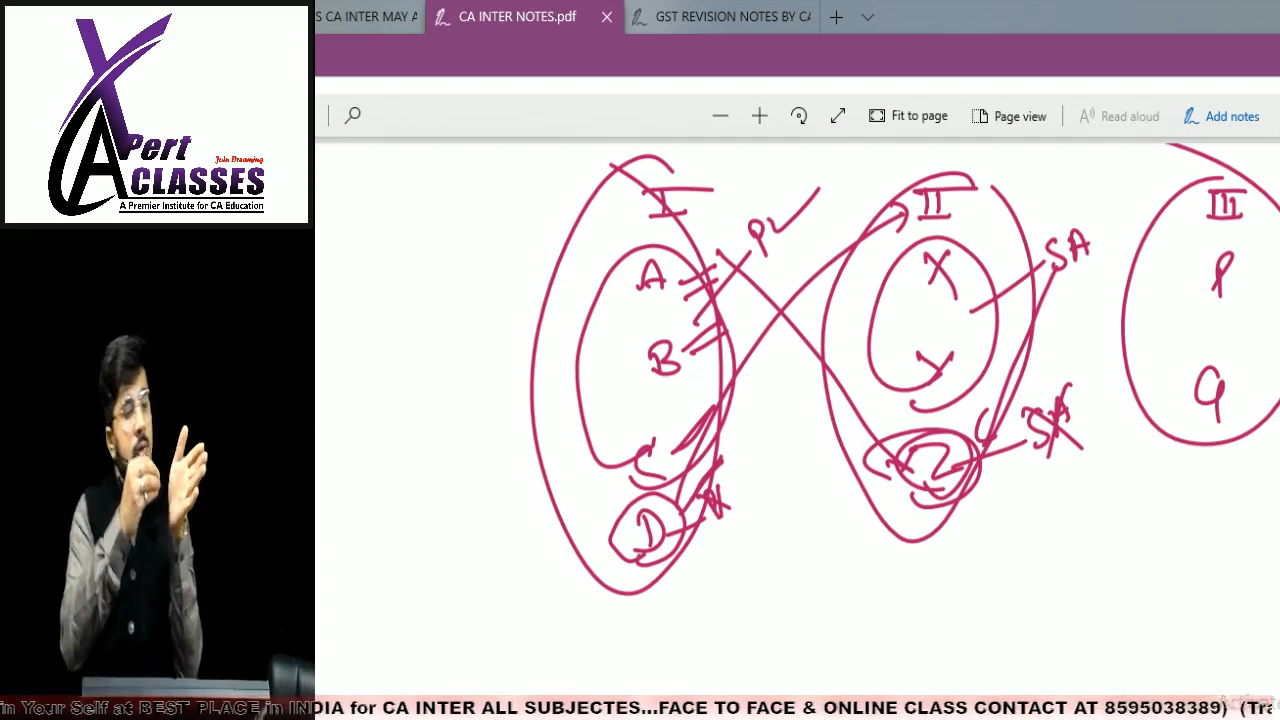 S CA INTER MAY A
CA INTER NOTES.pdf
GST REVISION NOTES BY CA
Fit to page
Page view
Read aloud
Add notes
XPert
Join Dreaming
CA CLASSES
A Premier Institute for CA Education
I
II
III
A
B
C
D
PL
X
Y
Z
SA
P
Q
in Your Self at BEST PLACE in INDIA for CA INTER ALL SUBJECTES...FACE TO FACE & ONLINE CLASS CONTACT AT 8595038389) (Tra